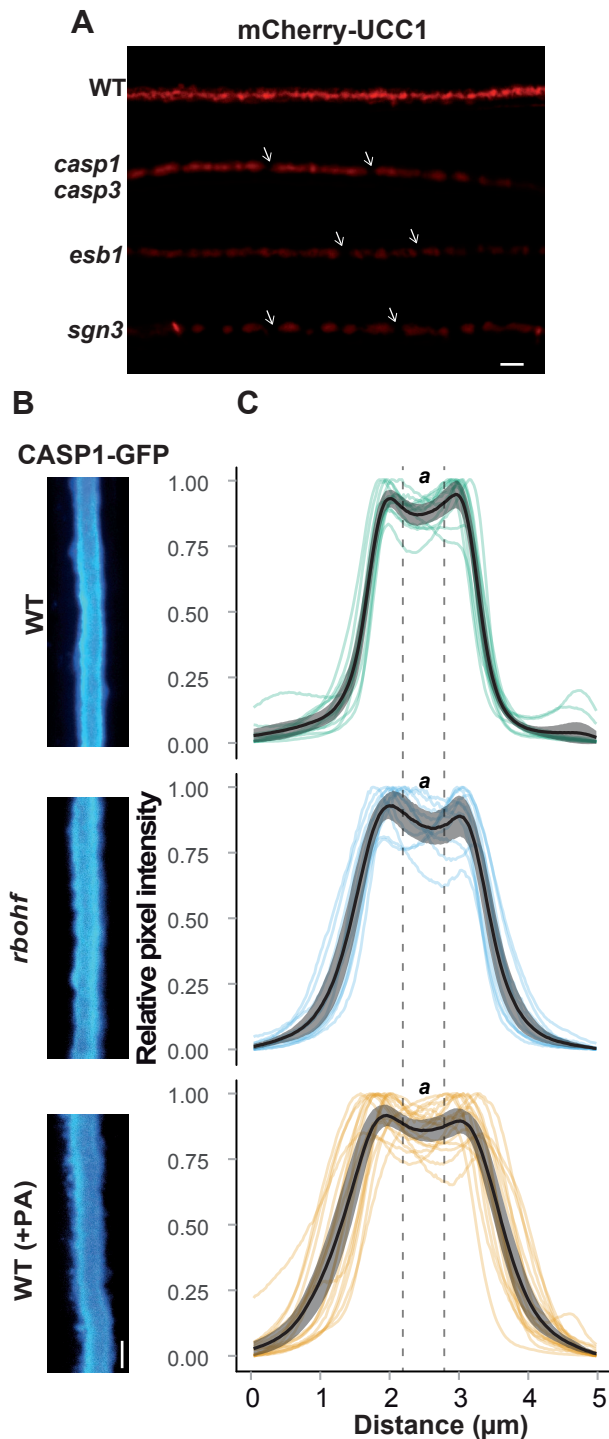 A
mCherry-UCC1
WT
casp1
casp3
esb1
sgn3
B
C
CASP1-GFP
WT
rbohf
WT (+PA)
Relative pixel intensity
1.00
0.75
0.50
0.25
0.00
a
1.00
0.75
0.50
0.25
0.00
a
1.00
0.75
0.50
0.25
0.00
a
0 1 2 3 4 5
Distance (µm)